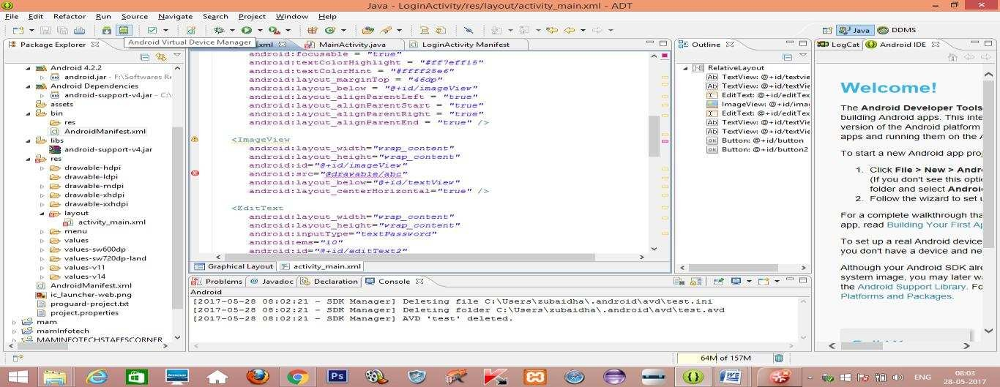 Java - LoginActivity/res/layout/activity_main.xml - ADT
File Edit Refactor Run Source Navigate Search Project Window Help
Java DDMS
Android Virtual Device Manager
Package Explorer
Android 4.2.2
android.jar - F:\Softwares Re
Android Dependencies
android-support-v4.jar - C:\
assets
bin
res
AndroidManifest.xml
libs
android-support-v4.jar
res
drawable-hdpi
drawable-ldpi
drawable-mdpi
drawable-xhdpi
drawable-xxhdpi
layout
activity_main.xml
menu
values
values-sw600dp
values-sw720dp-land
values-v11
values-v14
AndroidManifest.xml
ic_launcher-web.png
proguard-project.txt
project.properties
mam
mamInfotech
MAMINFOTECHSTAFFSCORNER
.xml MainActivity.java LoginActivity Manifest
android:focusable = "true"
android:textColorHighlight = "#ff7eff15"
android:textColorHint = "#ffff25e6"
android:layout_marginTop = "46dp"
android:layout_below = "@+id/imageView"
android:layout_alignParentLeft = "true"
android:layout_alignParentStart = "true"
android:layout_alignParentRight = "true"
android:layout_alignParentEnd = "true" />
<ImageView
android:layout_width="wrap_content"
android:layout_height="wrap_content"
android:id="@+id/imageView"
android:src="@drawable/abc"
android:layout_below="@+id/textView"
android:layout_centerHorizontal="true" />
<EditText
android:layout_width="wrap_content"
android:layout_height="wrap_content"
android:inputType="textPassword"
android:ems="10"
android:id="@+id/editText2"
Graphical Layout activity_main.xml
Outline
RelativeLayout
TextView: @+id/textvie
TextView: @+id/textVie
EditText: @+id/editTex
ImageView: @+id/imag
EditText: @+id/editTex
TextView: @+id/textVie
TextView: @+id/textVie
Button: @+id/button
Button: @+id/button2
LogCat Android IDE
Welcome!
The Android Developer Tools
building Android apps. This inte
version of the Android platform
apps and running them on the A
To start a new Android app proj
1. Click File > New > Andro
(If you don't see this optio
folder and select Androi
2. Follow the wizard to set u
For a complete walkthrough tha
app, read Building Your First Ap
To set up a real Android device
you don't have a device and ne
Although your Android SDK alre
system image, you may later wa
the Android Support Library. Fo
Platforms and Packages.
Problems Javadoc Declaration Console
Android
[2017-05-28 08:02:21 - SDK Manager] Deleting file C:\Users\zubaidha\.android\avd\test.ini
[2017-05-28 08:02:21 - SDK Manager] Deleting folder C:\Users\zubaidha\.android\avd\test.avd
[2017-05-28 08:02:21 - SDK Manager] AVD 'test' deleted.
64M of 157M
Ps
ENG
08:03
28-05-2017